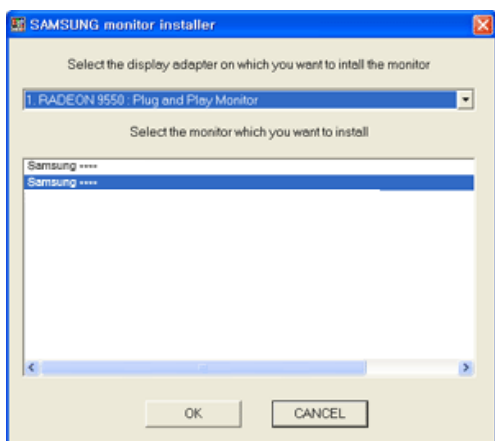 SAMSUNG monitor installer
Select the display adapter on which you want to intall the monitor
1. RADEON 9550 : Plug and Play Monitor
Select the monitor which you want to install
Samsung ----
Samsung ----
OK
CANCEL